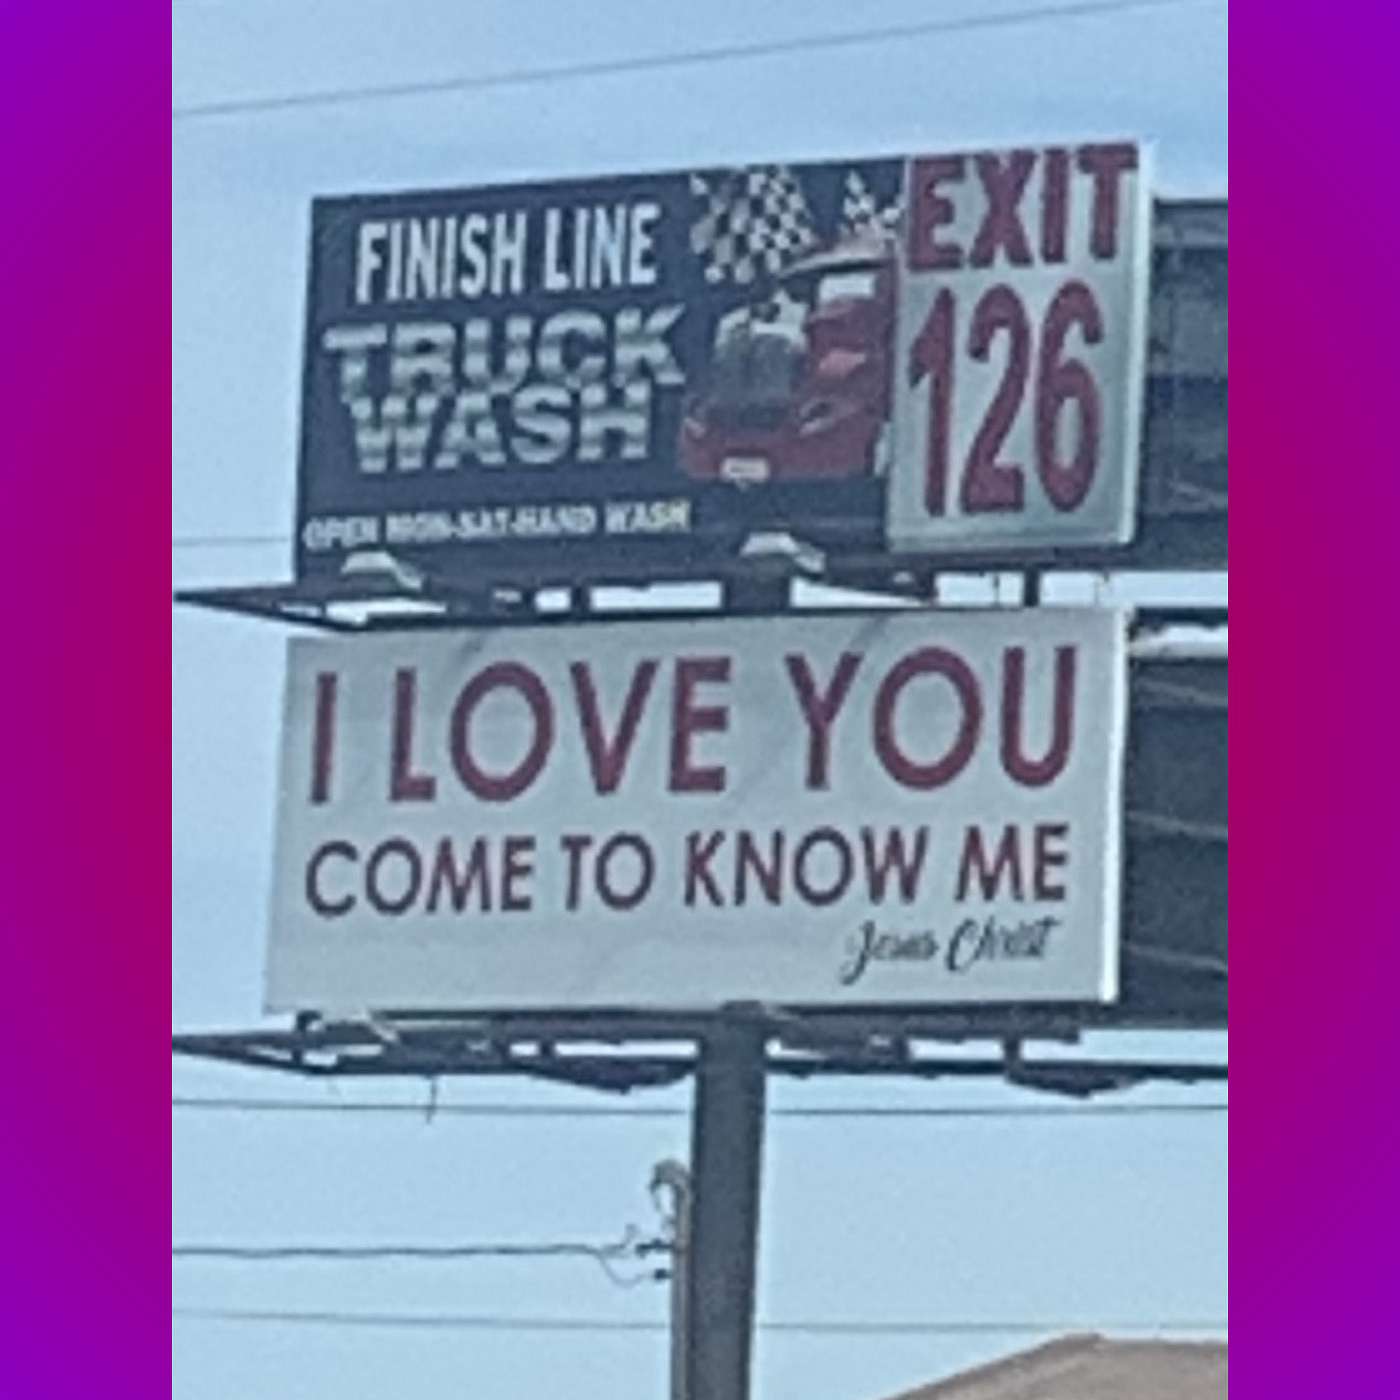 FINISH LINE
TRUCK
WASH
OPEN MON-SAT-HAND WASH
EXIT
126
I LOVE YOU
COME TO KNOW ME
Jesus Christ